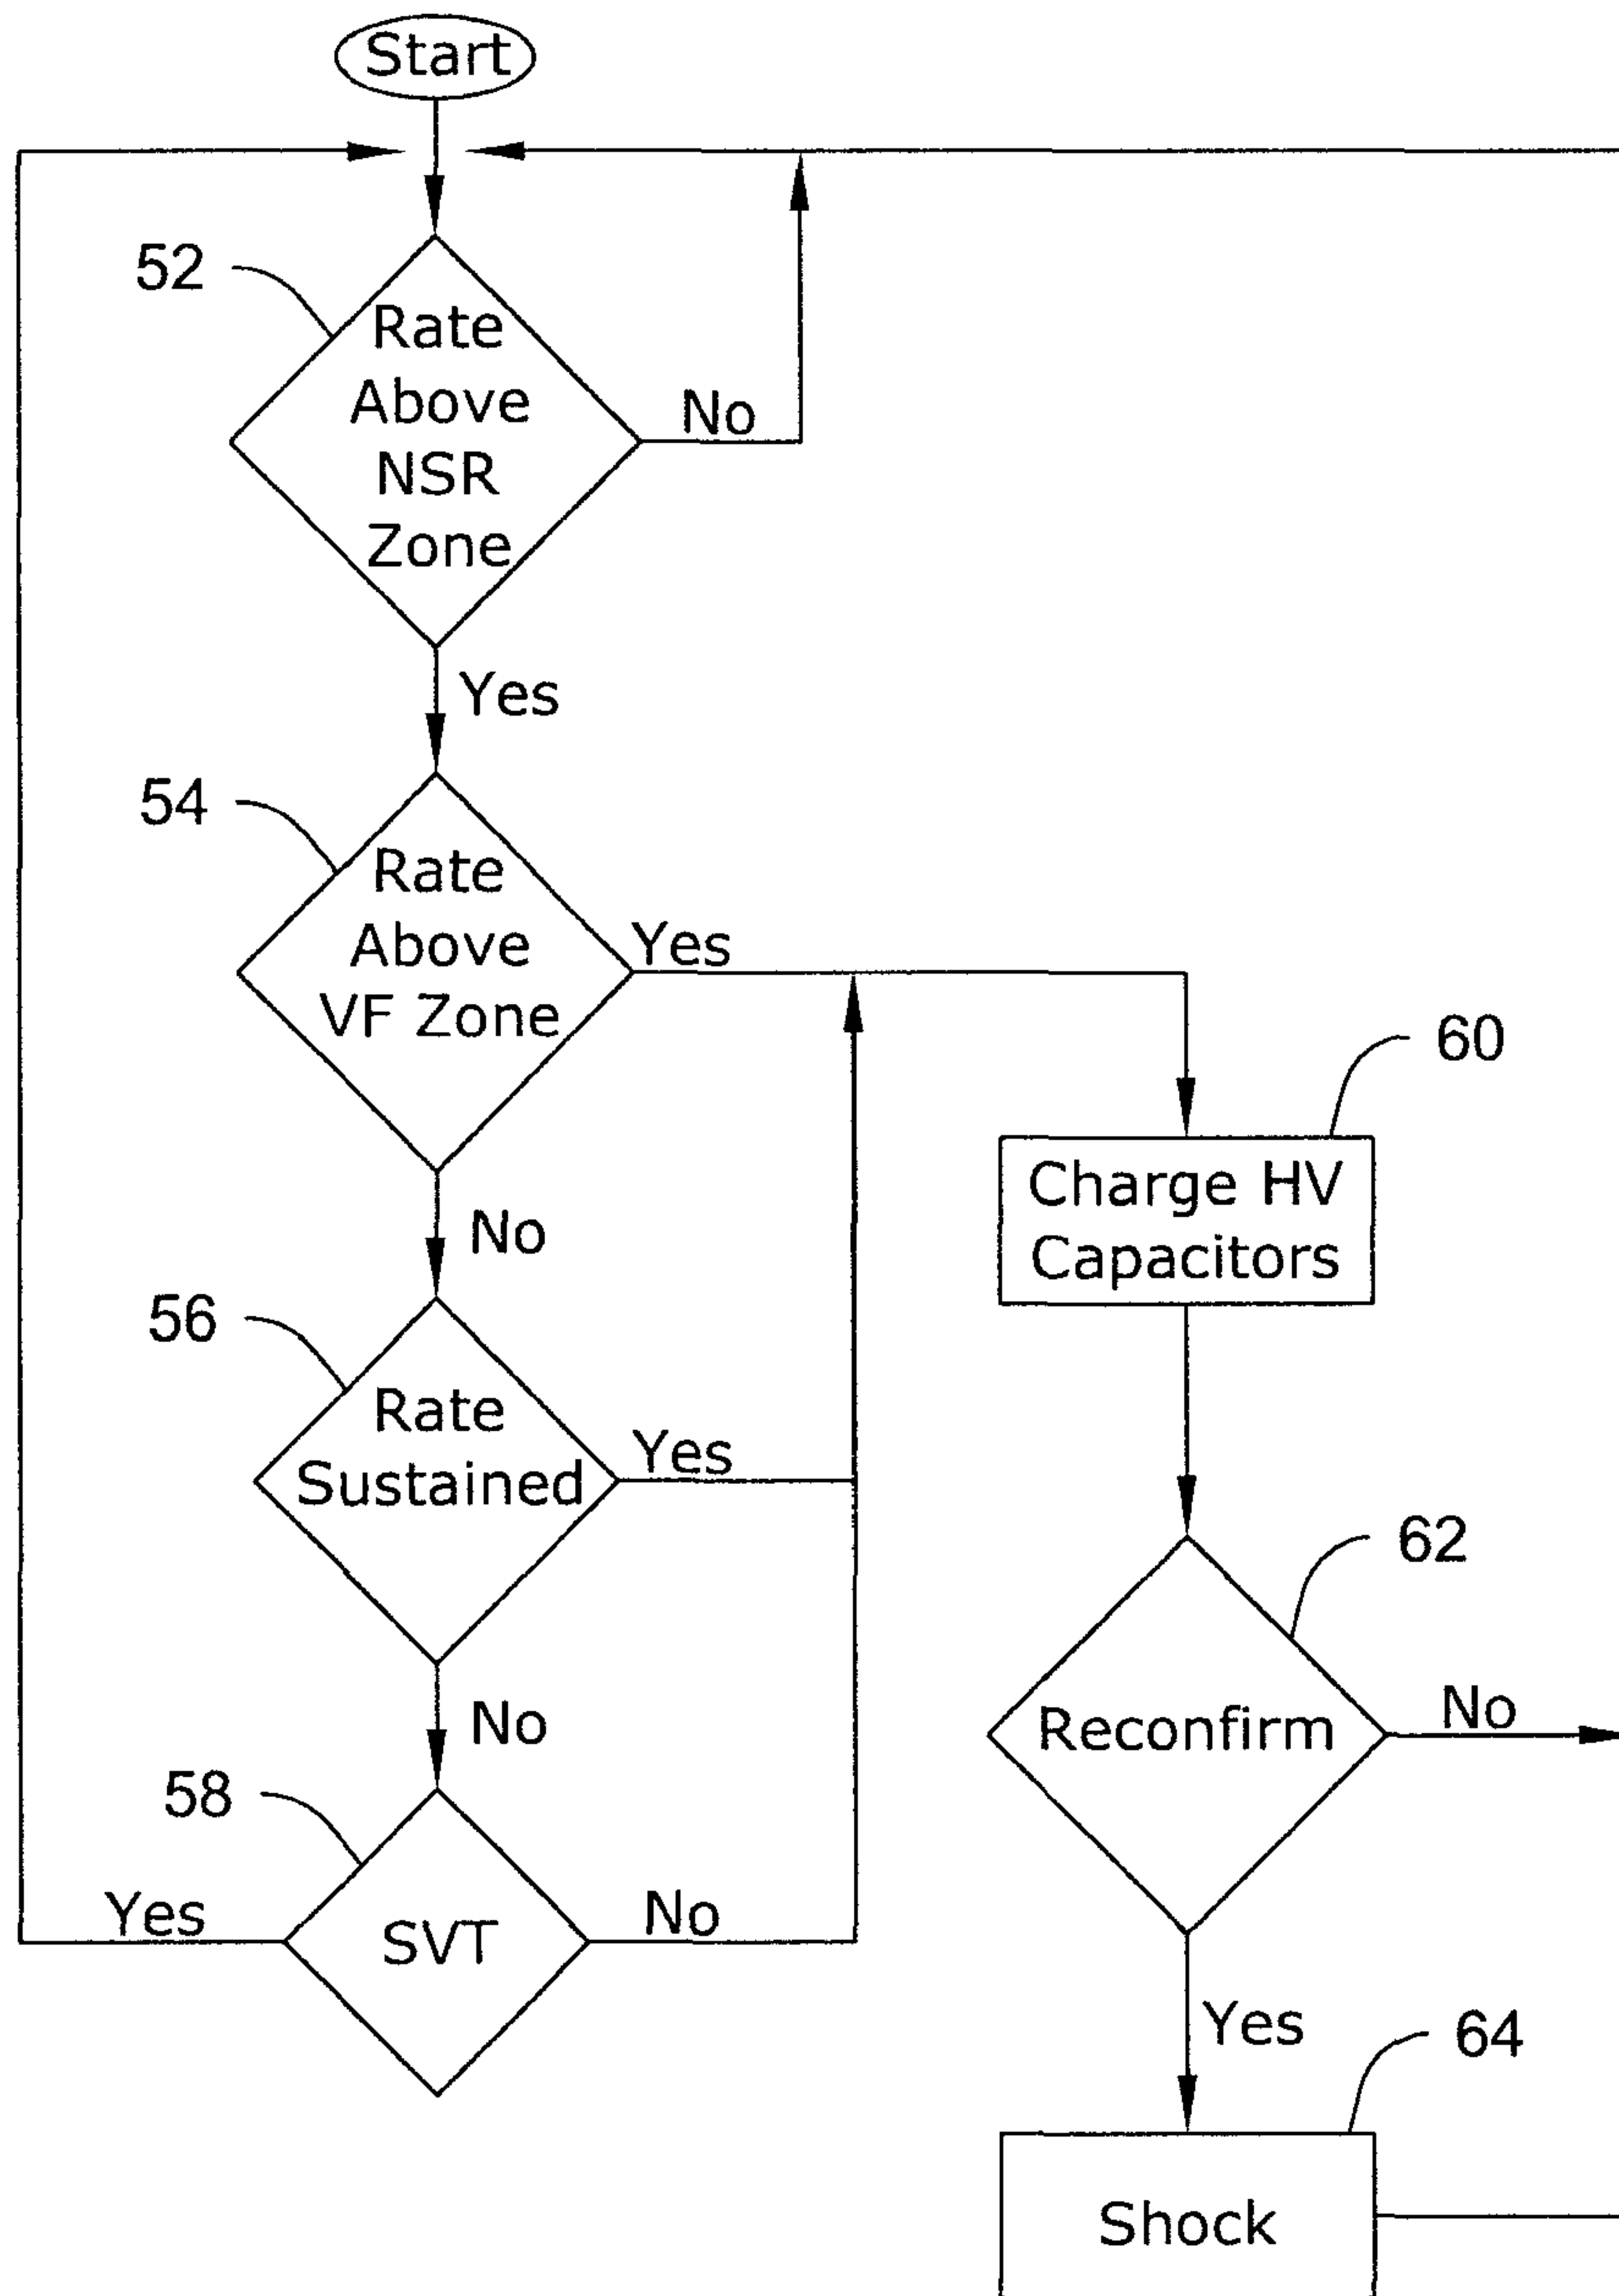 Start
52
Rate
Above
NSR
Zone
No
Yes
54
Rate
Above
VF Zone
Yes
No
60
Charge HV
Capacitors
56
Rate
Sustained
Yes
No
62
Reconfirm
No
Yes
58
SVT
Yes
No
64
Shock